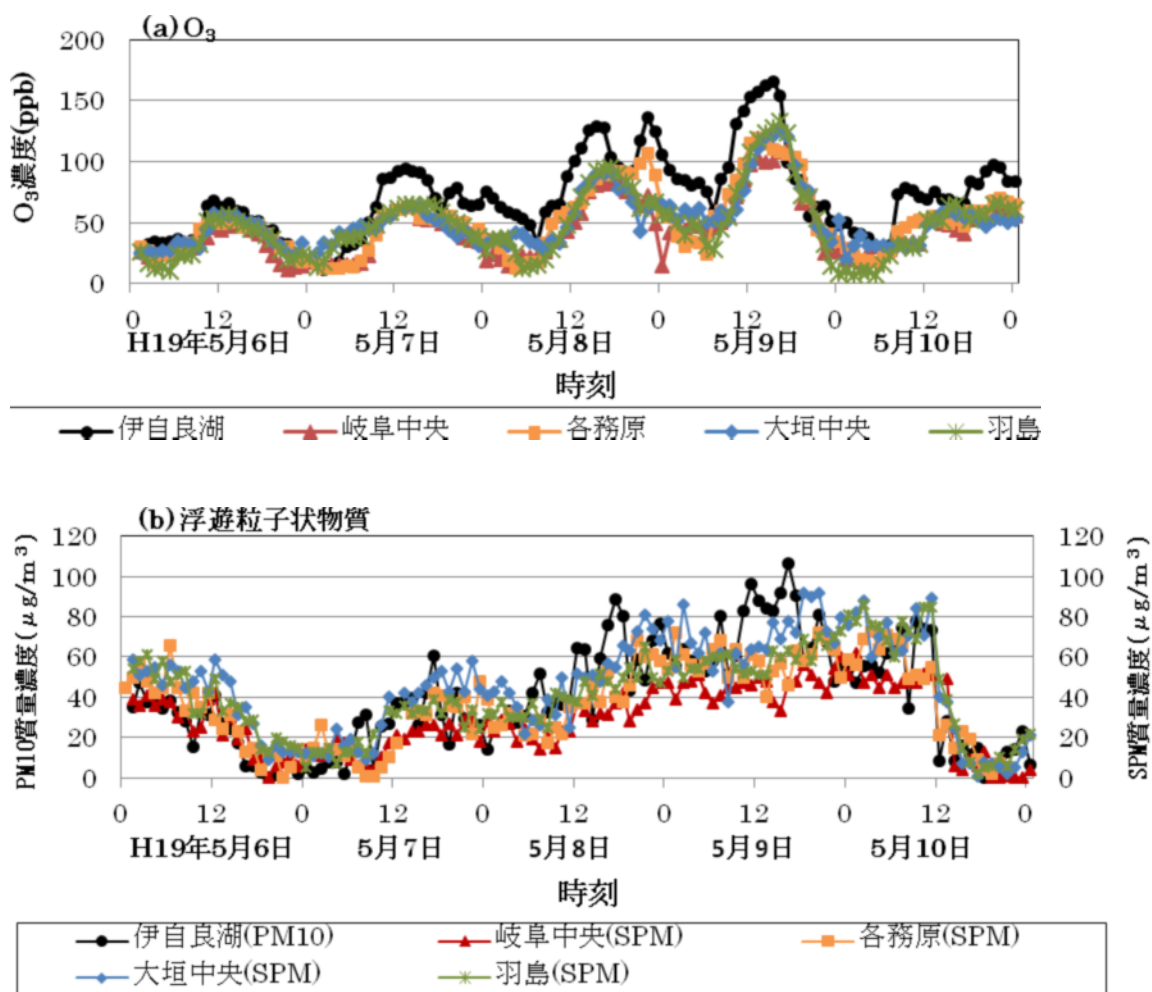 (a) O₃
O₃濃度(ppb)
200
150
100
50
0
0 12 0 12 0 12 0 12 0 12 0
H19年5月6日 5月7日 5月8日 5月9日 5月10日
時刻
伊自良湖 岐阜中央 各務原 大垣中央 羽島
(b) 浮遊粒子状物質
PM10質量濃度(μg/m³)
SPM質量濃度(μg/m³)
120 120
100 100
80 80
60 60
40 40
20 20
0 0
0 12 0 12 0 12 0 12 0 12 0
H19年5月6日 5月7日 5月8日 5月9日 5月10日
時刻
伊自良湖(PM10) 岐阜中央(SPM) 各務原(SPM)
大垣中央(SPM) 羽島(SPM)